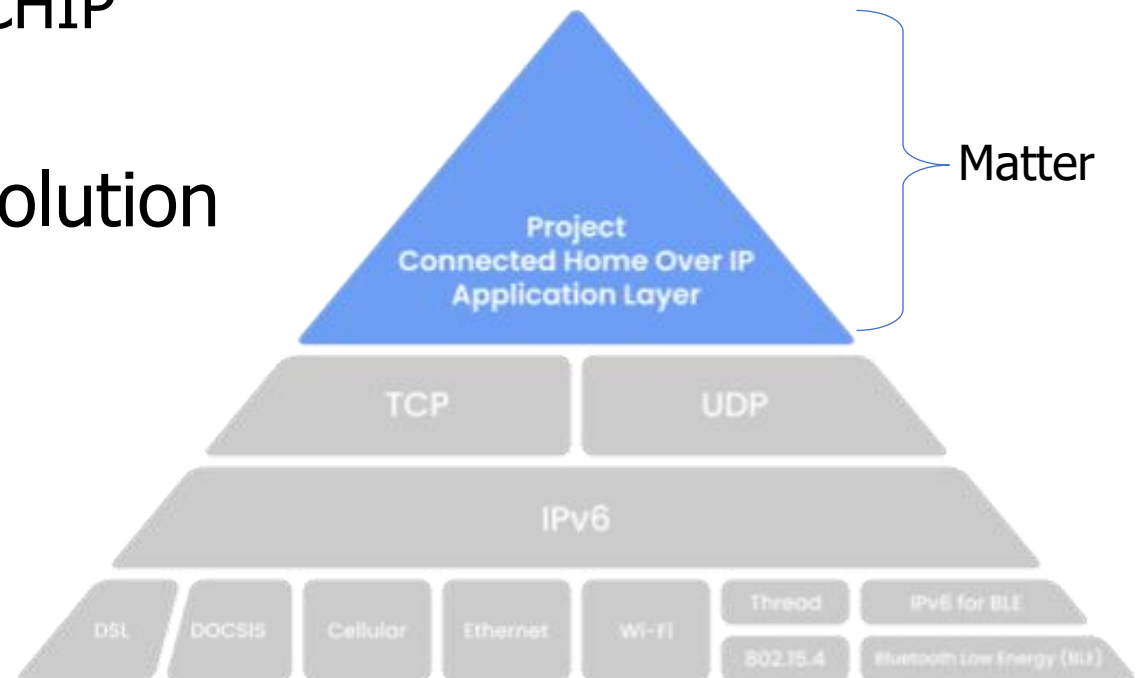 CHIP
olution
Matter
Project
Connected Home Over IP
Application Layer
TCP
UDP
IPv6
DSL
DOCSIS
Cellular
Ethernet
Wi-Fi
Thread
IPv6 for BLE
802.15.4
Bluetooth Low Energy (BLE)